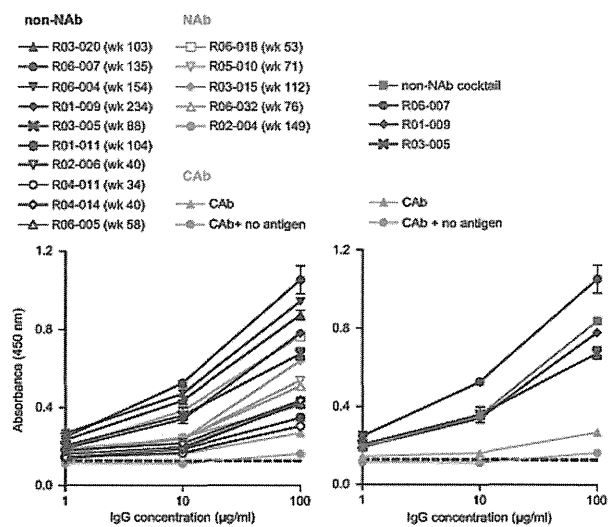 non-NAb
R03-020 (wk 103)
R06-007 (wk 135)
R06-004 (wk 154)
R01-009 (wk 234)
R03-005 (wk 88)
R01-011 (wk 104)
R02-006 (wk 40)
R04-011 (wk 34)
R04-014 (wk 40)
R06-005 (wk 58)
NAb
R06-018 (wk 53)
R05-010 (wk 71)
R03-015 (wk 112)
R06-032 (wk 76)
R02-004 (wk 149)
CAb
CAb
CAb+ no antigen
non-NAb cocktail
R06-007
R01-009
R03-005
CAb
CAb + no antigen
Absorbance (450 nm)
1.2
0.8
0.4
0.0
1
10
100
IgG concentration (µg/ml)
1.2
0.8
0.4
0.0
1
10
100
IgG concentration (µg/ml)